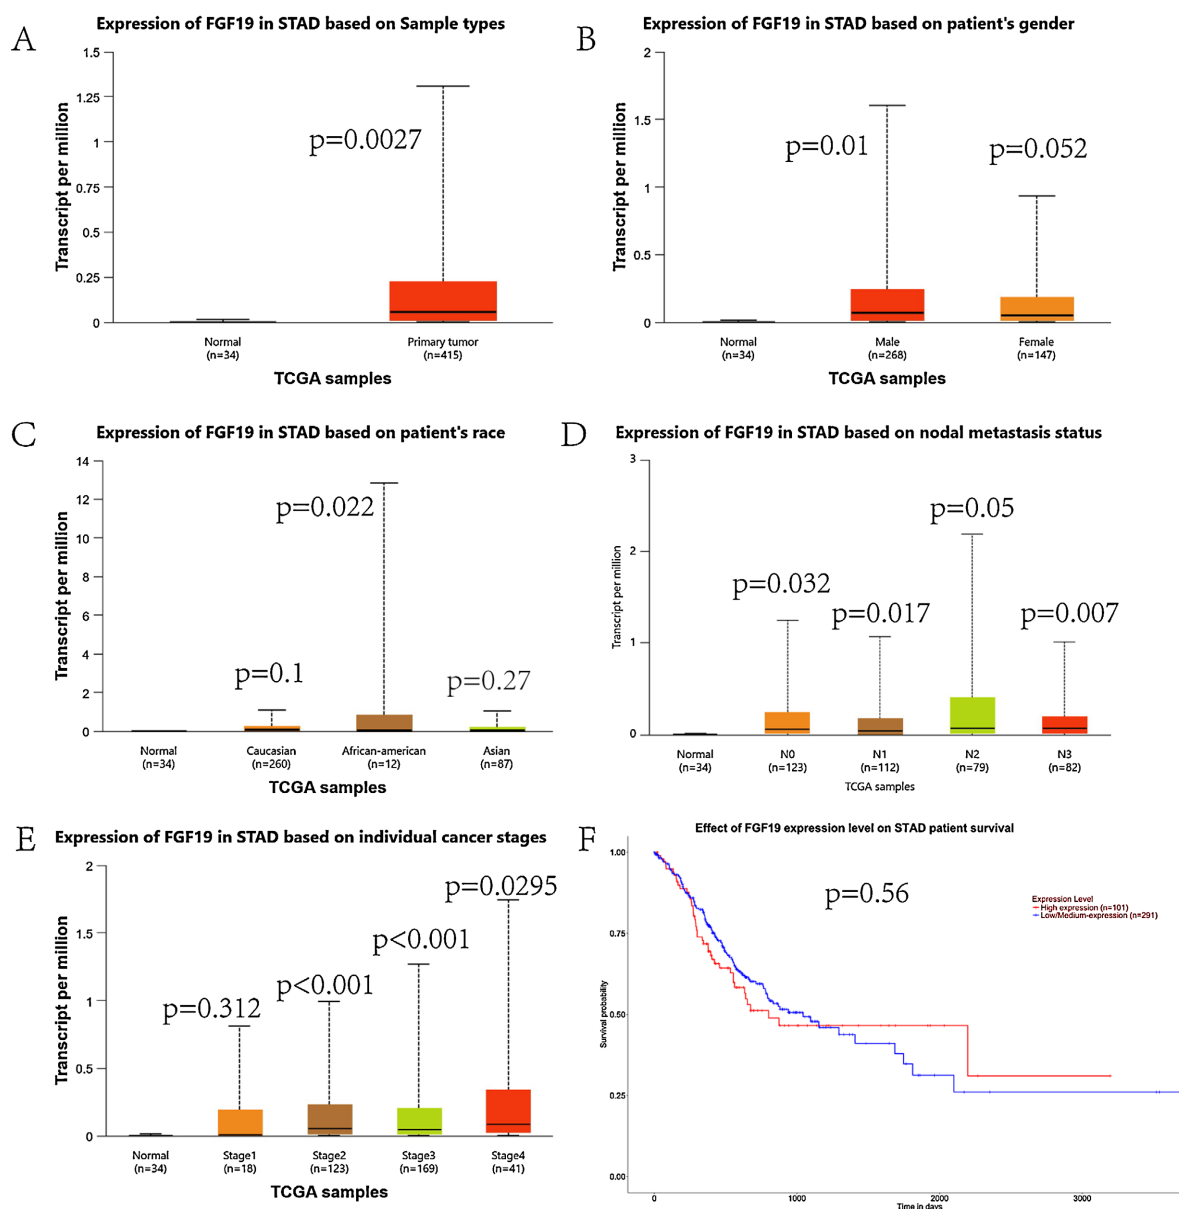 A
Expression of FGF19 in STAD based on Sample types
Transcript per million
1.5
1.25
1
0.75
0.5
0.25
0
p=0.0027
Normal
(n=34)
Primary tumor
(n=415)
TCGA samples
B
Expression of FGF19 in STAD based on patient's gender
Transcript per million
2
1.5
1
0.5
0
p=0.01
p=0.052
Normal
(n=34)
Male
(n=268)
Female
(n=147)
TCGA samples
C
Expression of FGF19 in STAD based on patient's race
Transcript per million
14
12
10
8
6
4
2
0
p=0.1
p=0.022
p=0.27
Normal
(n=34)
Caucasian
(n=260)
African-american
(n=12)
Asian
(n=87)
TCGA samples
D
Expression of FGF19 in STAD based on nodal metastasis status
Transcript per million
3
2
1
0
p=0.032
p=0.017
p=0.05
p=0.007
Normal
(n=34)
N0
(n=123)
N1
(n=112)
N2
(n=79)
N3
(n=82)
TCGA samples
E
Expression of FGF19 in STAD based on individual cancer stages
Transcript per million
2
1.5
1
0.5
0
p=0.312
p<0.001
p<0.001
p=0.0295
Normal
(n=34)
Stage1
(n=18)
Stage2
(n=123)
Stage3
(n=169)
Stage4
(n=41)
TCGA samples
F
Effect of FGF19 expression level on STAD patient survival
Survival probability
1.00
0.75
0.50
0.25
0.00
p=0.56
Expression Level
High expression (n=101)
Low/Medium-expression (n=291)
0
1000
2000
3000
Time in days